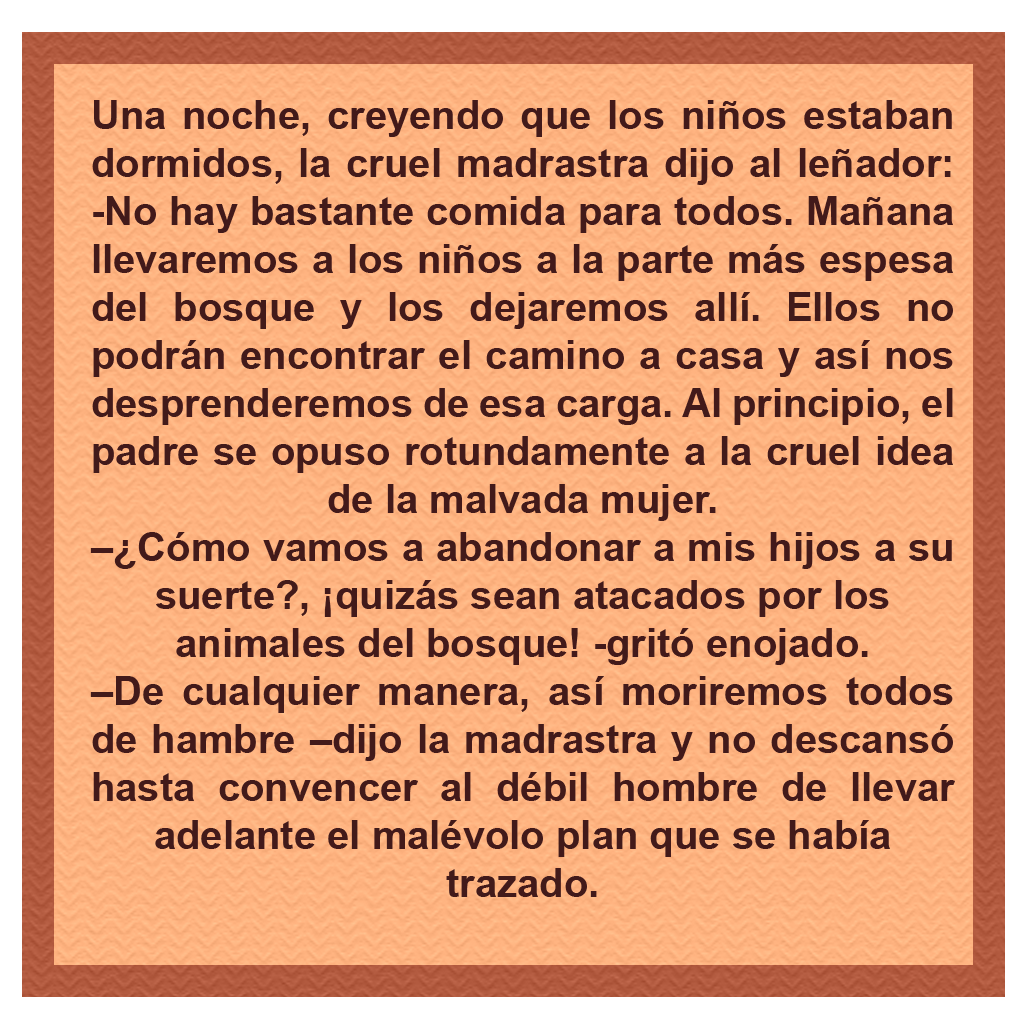 Una noche, creyendo que los niños estaban
dormidos, la cruel madrastra dijo al leñador:
-No hay bastante comida para todos. Mañana
llevaremos a los niños a la parte más espesa
del bosque y los dejaremos allí. Ellos no
podrán encontrar el camino a casa y así nos
desprenderemos de esa carga. Al principio, el
padre se opuso rotundamente a la cruel idea
de la malvada mujer.
–¿Cómo vamos a abandonar a mis hijos a su
suerte?, ¡quizás sean atacados por los
animales del bosque! -gritó enojado.
–De cualquier manera, así moriremos todos
de hambre –dijo la madrastra y no descansó
hasta convencer al débil hombre de llevar
adelante el malévolo plan que se había
trazado.